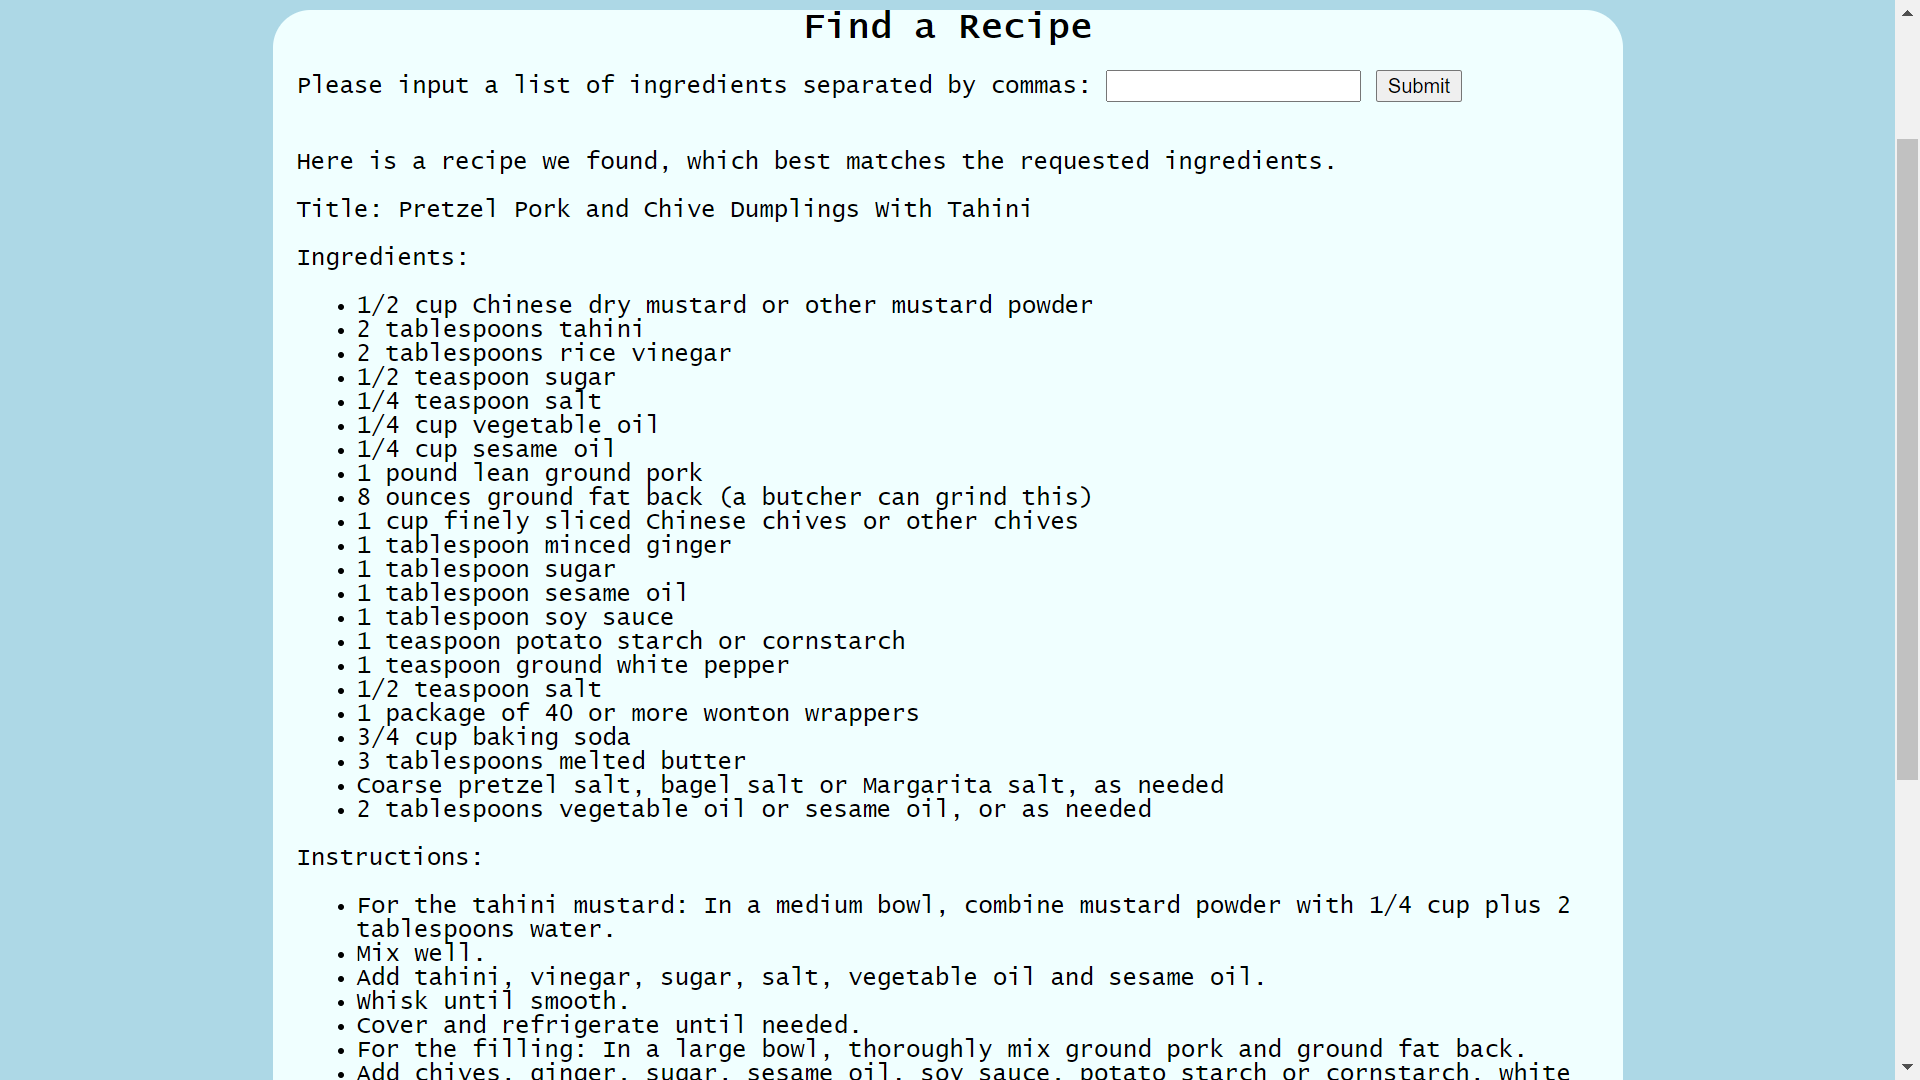 Find a Recipe
Please input a list of ingredients separated by commas: Submit
Here is a recipe we found, which best matches the requested ingredients.
Title: Pretzel Pork and Chive Dumplings With Tahini
Ingredients:
• 1/2 cup Chinese dry mustard or other mustard powder
• 2 tablespoons tahini
• 2 tablespoons rice vinegar
• 1/2 teaspoon sugar
• 1/4 teaspoon salt
• 1/4 cup vegetable oil
• 1/4 cup sesame oil
• 1 pound lean ground pork
• 8 ounces ground fat back (a butcher can grind this)
• 1 cup finely sliced Chinese chives or other chives
• 1 tablespoon minced ginger
• 1 tablespoon sugar
• 1 tablespoon sesame oil
• 1 tablespoon soy sauce
• 1 teaspoon potato starch or cornstarch
• 1 teaspoon ground white pepper
• 1/2 teaspoon salt
• 1 package of 40 or more wonton wrappers
• 3/4 cup baking soda
• 3 tablespoons melted butter
• Coarse pretzel salt, bagel salt or Margarita salt, as needed
• 2 tablespoons vegetable oil or sesame oil, or as needed
Instructions:
• For the tahini mustard: In a medium bowl, combine mustard powder with 1/4 cup plus 2
tablespoons water.
• Mix well.
• Add tahini, vinegar, sugar, salt, vegetable oil and sesame oil.
• Whisk until smooth.
• Cover and refrigerate until needed.
• For the filling: In a large bowl, thoroughly mix ground pork and ground fat back.
• Add chives, ginger, sugar, sesame oil, soy sauce, potato starch or cornstarch, white